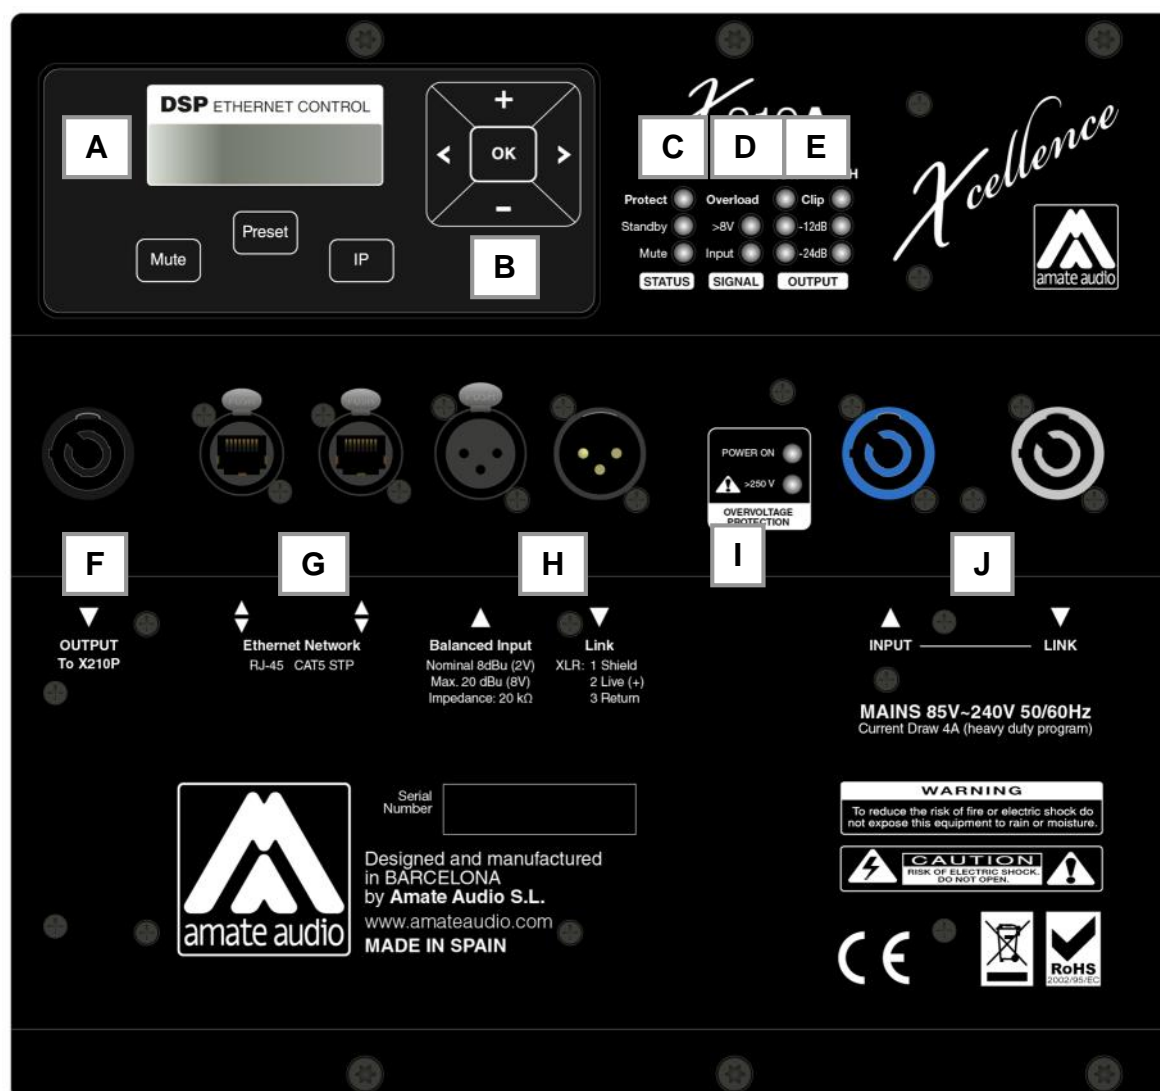 DSP ETHERNET CONTROL
A
+
< OK >
-
B
Mute
Preset
IP
C D E
H
Protect Overload Clip
Standby >8V -12dB
Mute Input -24dB
STATUS SIGNAL OUTPUT
Xcellence
amate audio
PUSH
POWER ON
>250 V
OVERVOLTAGE
PROTECTION
F G H I J
OUTPUT
To X210P
Ethernet Network
RJ-45 CAT5 STP
Balanced Input
Nominal 8dBu (2V)
Max. 20 dBu (8V)
Impedance: 20 kΩ
Link
XLR: 1 Shield
2 Live (+)
3 Return
INPUT LINK
MAINS 85V~240V 50/60Hz
Current Draw 4A (heavy duty program)
Serial
Number
amate audio
Designed and manufactured
in BARCELONA
by Amate Audio S.L.
www.amateaudio.com
MADE IN SPAIN
WARNING
To reduce the risk of fire or electric shock do
not expose this equipment to rain or moisture.
CAUTION
RISK OF ELECTRIC SHOCK.
DO NOT OPEN.
CE
RoHS
2002/95/EC